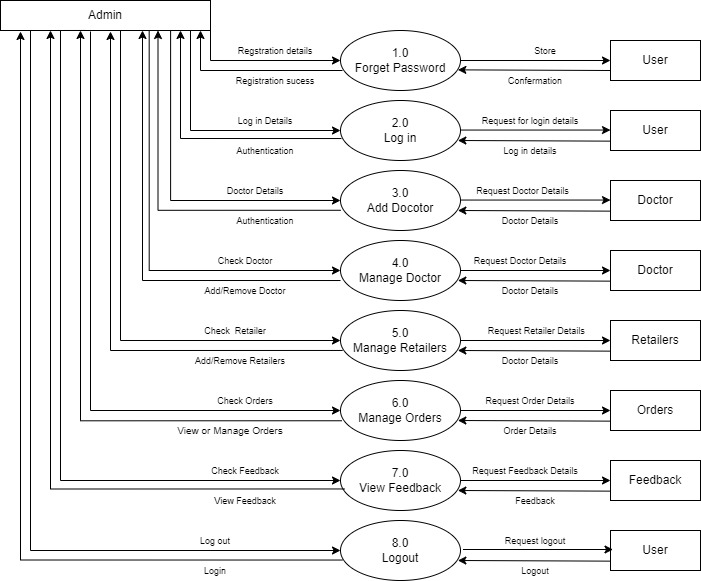 Admin
Regstration details
1.0
Forget Password
Store
User
Registration sucess
Confermation
Log in Details
2.0
Log in
Request for login details
User
Authentication
Log in details
Doctor Details
3.0
Add Docotor
Request Doctor Details
Doctor
Authentication
Doctor Details
Check Doctor
4.0
Manage Doctor
Request Doctor Details
Doctor
Add/Remove Doctor
Doctor Details
Check Retailer
5.0
Manage Retailers
Request Retailer Details
Retailers
Add/Remove Retailers
Doctor Details
Check Orders
6.0
Manage Orders
Request Order Details
Orders
View or Manage Orders
Order Details
Check Feedback
7.0
View Feedback
Request Feedback Details
Feedback
View Feedback
Feedback
Log out
8.0
Logout
Request logout
User
Login
Logout